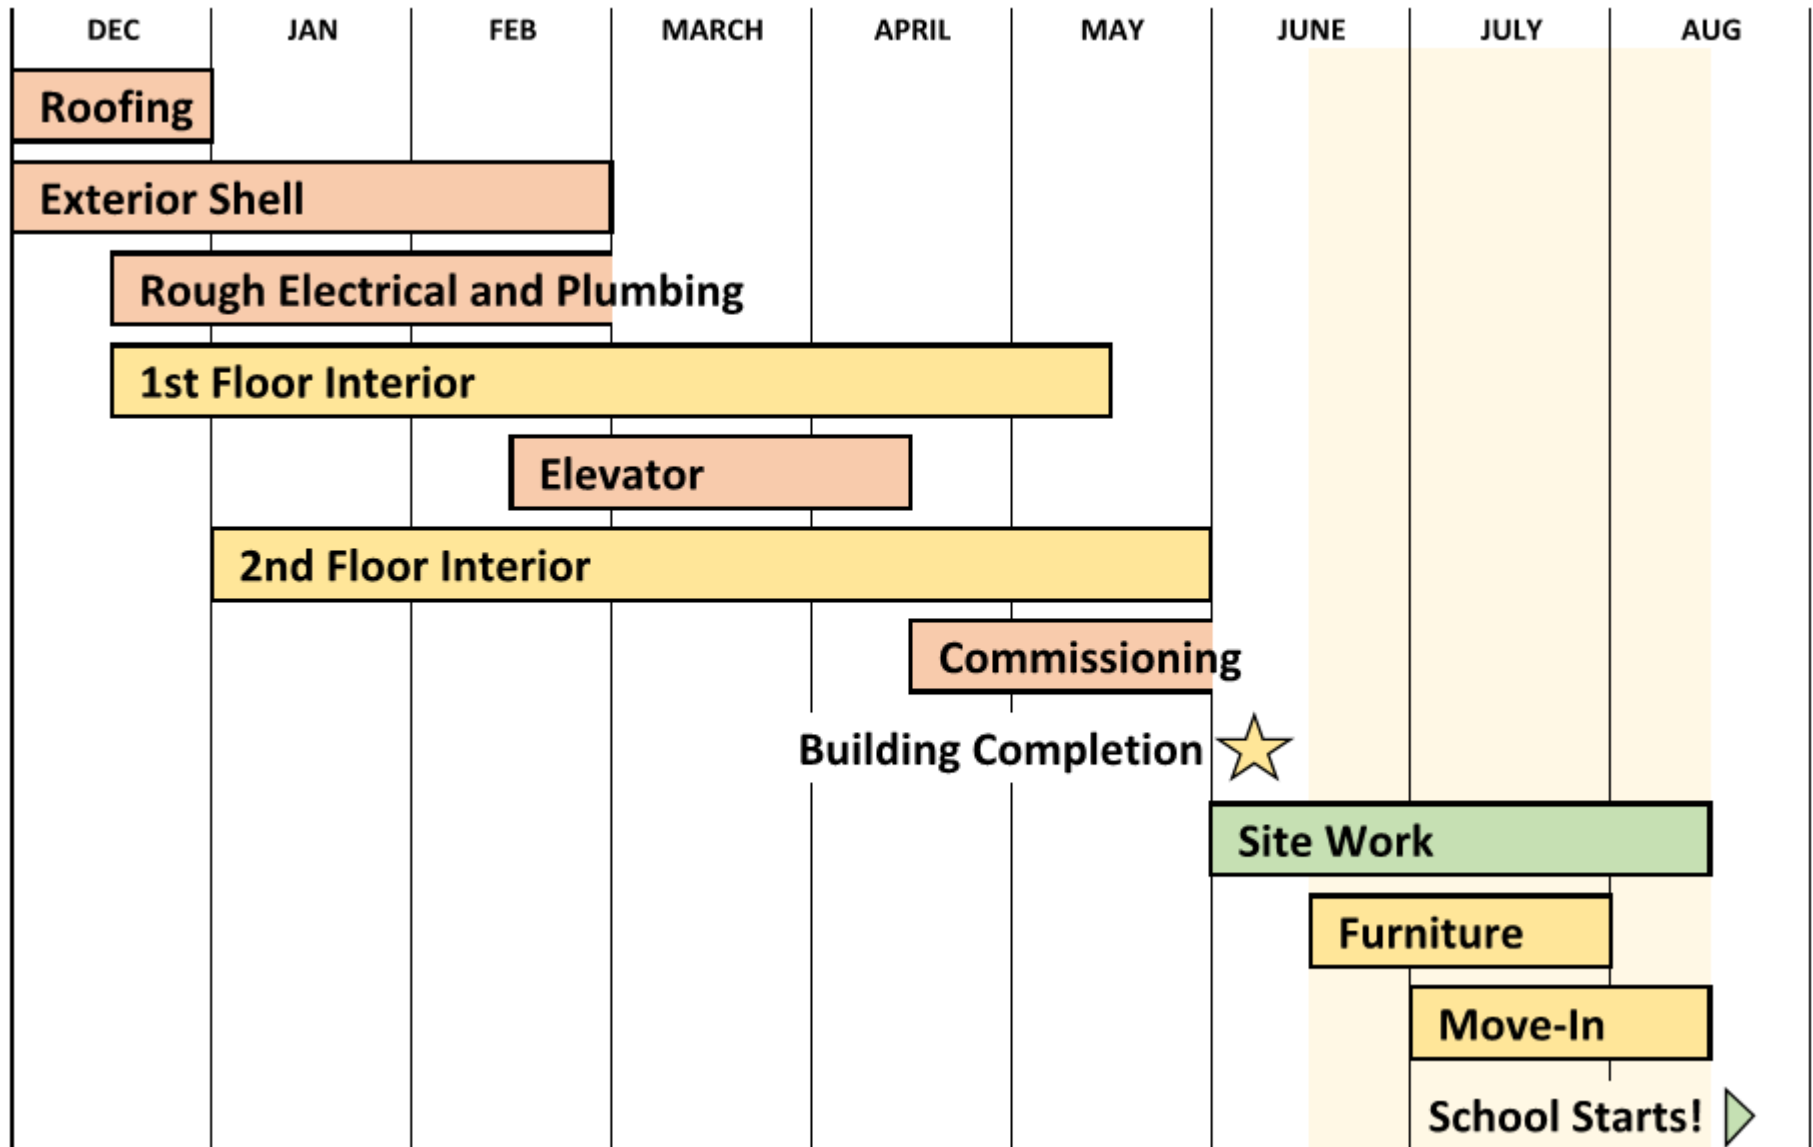 DEC JAN FEB MARCH APRIL MAY JUNE JULY AUG
Roofing
Exterior Shell
Rough Electrical and Plumbing
1st Floor Interior
Elevator
2nd Floor Interior
Commissioning
Building Completion
Site Work
Furniture
Move-In
School Starts!